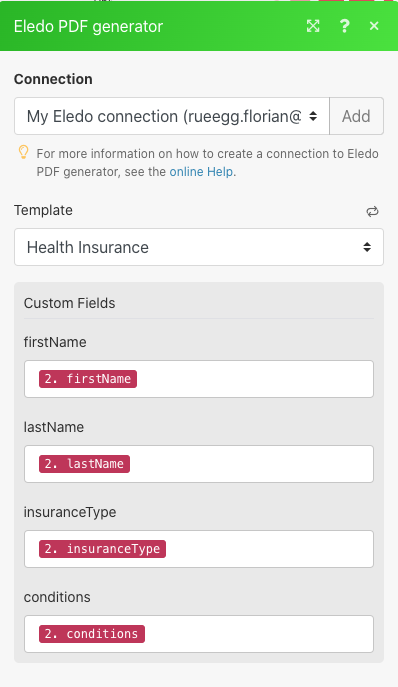 Eledo PDF generator ?
Connection
My Eledo connection (rueegg.florian@ Add
For more information on how to create a connection to Eledo
PDF generator, see the online Help.
Template
Health Insurance
Custom Fields
firstName
2. firstName
lastName
2. lastName
insuranceType
2. insuranceType
conditions
2. conditions